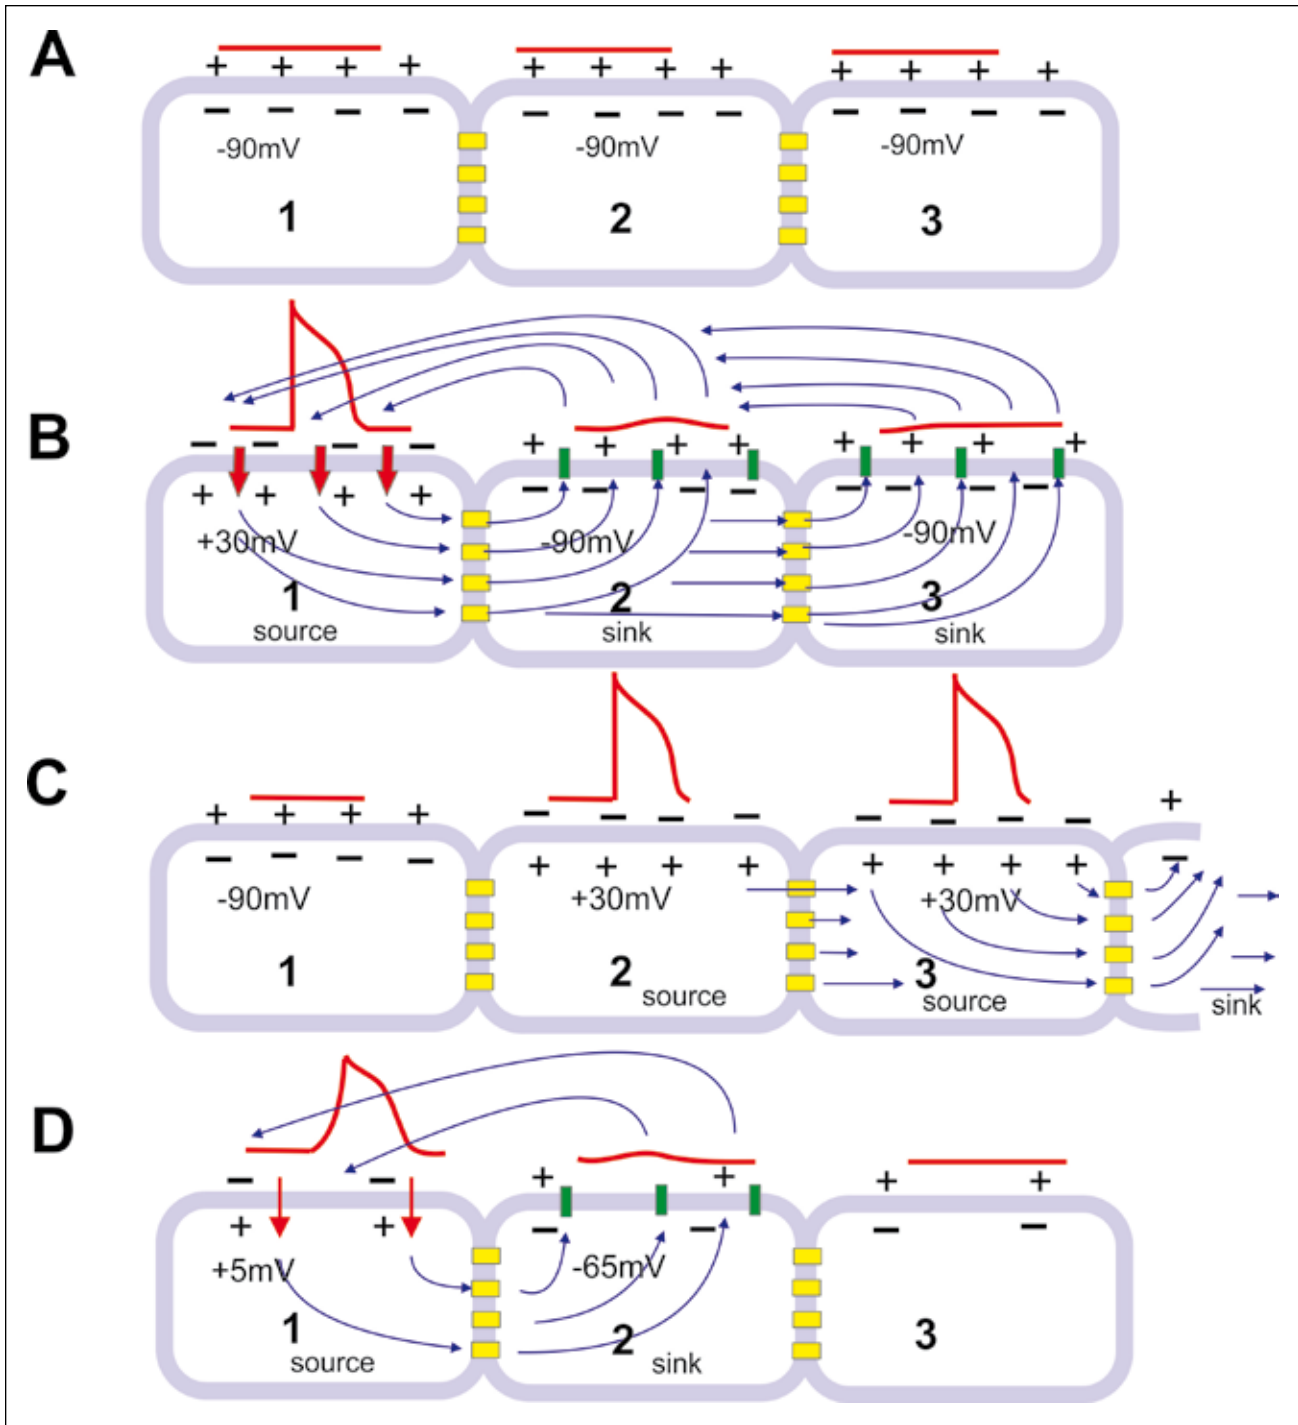 A
+ + + + + + + + + + + +
− − − − − − − − − − − −
-90mV -90mV -90mV
1 2 3
B
− − − − + + + + + + +
+ + + + − − − − − − −
+30mV -90mV -90mV
1 2 3
source sink sink
C
+ + + + − − − − − − − − +
− − − − + + + + + + + + −
-90mV +30mV +30mV
1 2 3
source source sink
D
− − + + + +
+ + − − − −
+5mV -65mV
1 2 3
source sink